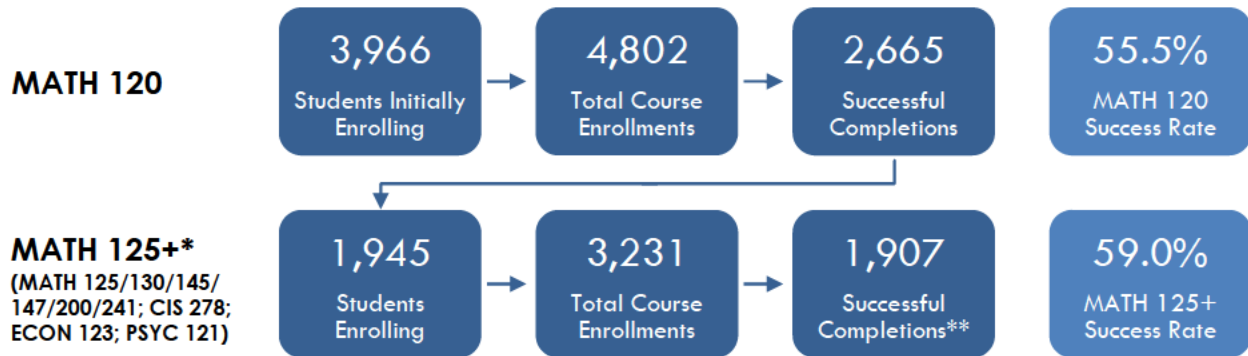 MATH 120
3,966
Students Initially
Enrolling
4,802
Total Course
Enrollments
2,665
Successful
Completions
55.5%
MATH 120
Success Rate
MATH 125+*
(MATH 125/130/145/
147/200/241; CIS 278;
ECON 123; PSYC 121)
1,945
Students
Enrolling
3,231
Total Course
Enrollments
1,907
Successful
Completions**
59.0%
MATH 125+
Success Rate